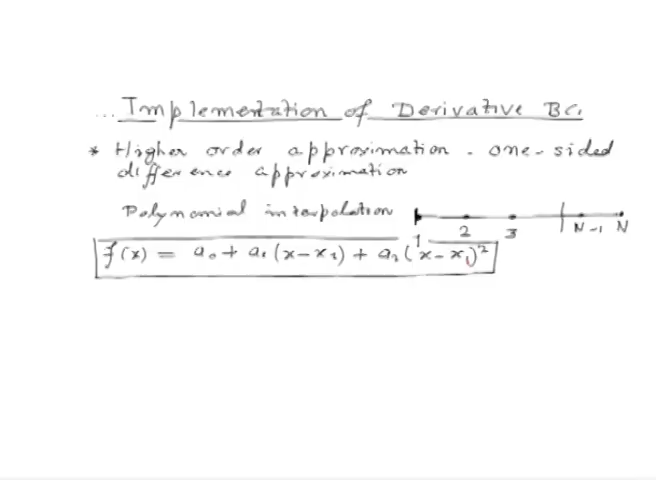 ... Implementation of Derivative BC.
* Higher order approximation - one-sided
difference approximation
Polynomial interpolation
1 2 3 N-1 N
f(x) = a₀ + a₁(x-x₁) + a₂(x-x₁)²